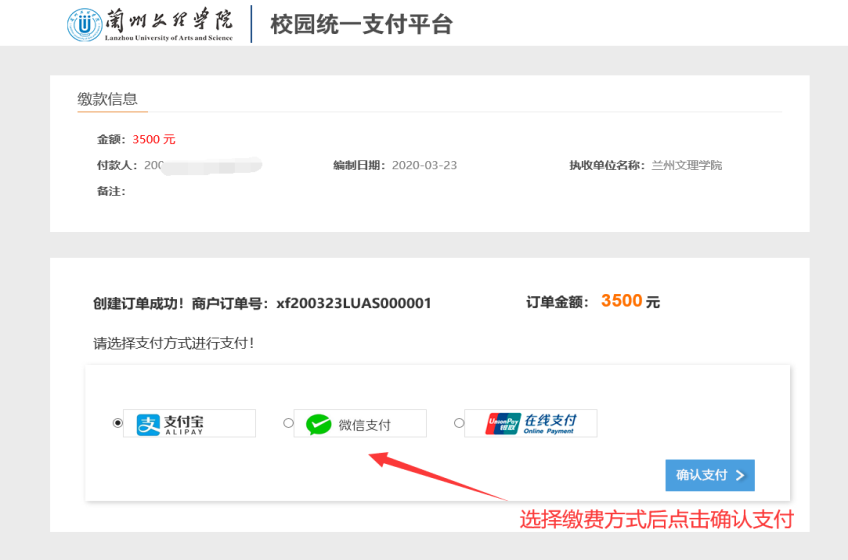 蘭州文理學院
Lanzhou University of Arts and Science
校园统一支付平台
缴款信息
金额：3500 元
付款人：200
编制日期：2020-03-23
执收单位名称：兰州文理学院
备注：
创建订单成功！商户订单号：xf200323LUAS000001
订单金额：3500 元
请选择支付方式进行支付！
支 支付宝
ALIPAY
微信支付
UnionPay
银联
在线支付
Online Payment
确认支付 >
选择缴费方式后点击确认支付